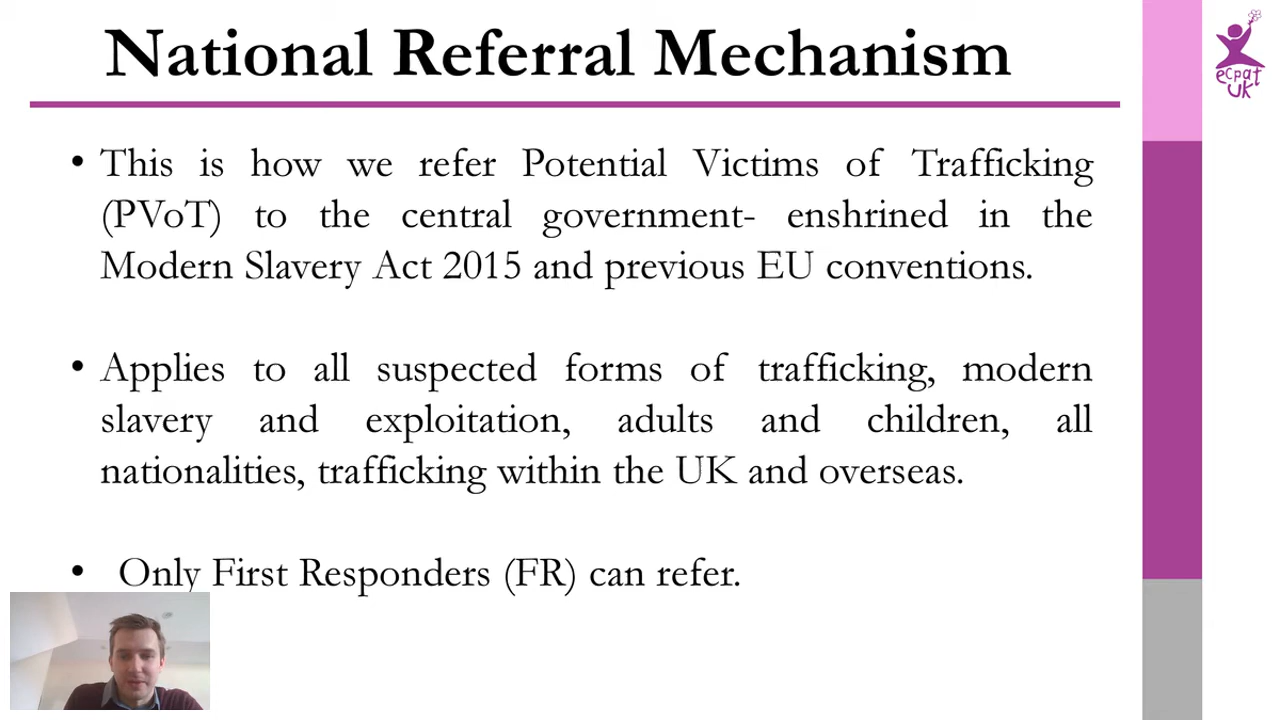 National Referral Mechanism
ecpat
UK
• This is how we refer Potential Victims of Trafficking
(PVoT) to the central government- enshrined in the
Modern Slavery Act 2015 and previous EU conventions.
• Applies to all suspected forms of trafficking, modern
slavery and exploitation, adults and children, all
nationalities, trafficking within the UK and overseas.
• Only First Responders (FR) can refer.